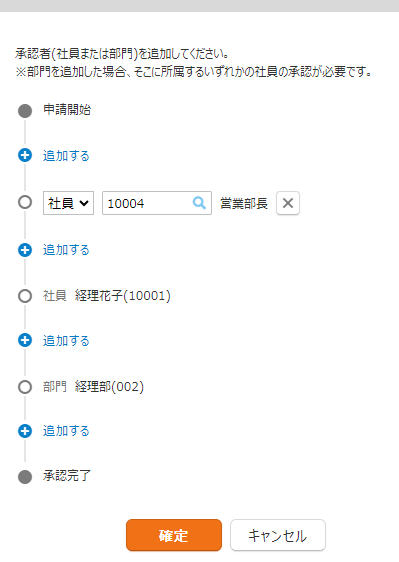 承認者(社員または部門)を追加してください。
※部門を追加した場合、そこに所属するいずれかの社員の承認が必要です。
申請開始
追加する
社員 10004 営業部長
追加する
社員 経理花子(10001)
追加する
部門 経理部(002)
追加する
承認完了
確定 キャンセル